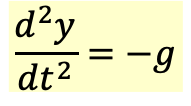 d²y/dt² = −g